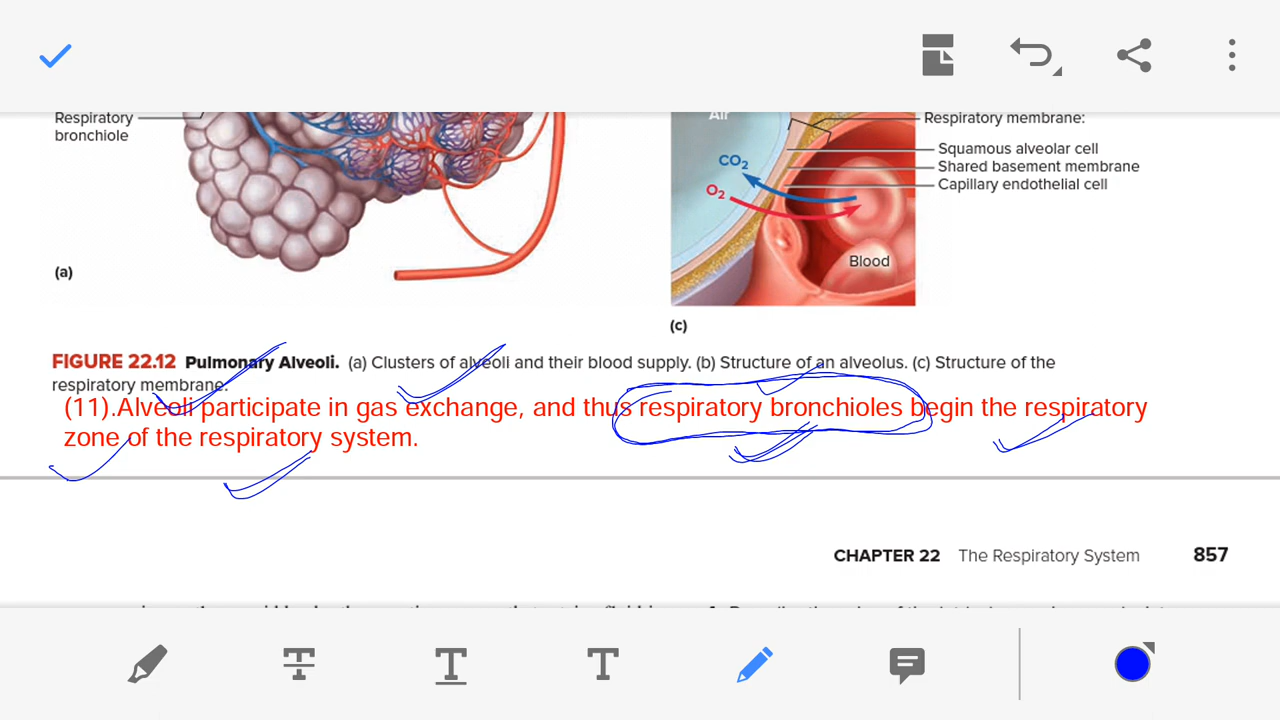 Respiratory
bronchiole
Respiratory membrane:
Squamous alveolar cell
Shared basement membrane
Capillary endothelial cell
Air
CO2
O2
Blood
(a)
(c)
FIGURE 22.12 Pulmonary Alveoli. (a) Clusters of alveoli and their blood supply. (b) Structure of an alveolus. (c) Structure of the
respiratory membrane.
(11).Alveoli participate in gas exchange, and thus respiratory bronchioles begin the respiratory
zone of the respiratory system.
CHAPTER 22 The Respiratory System 857
T T T